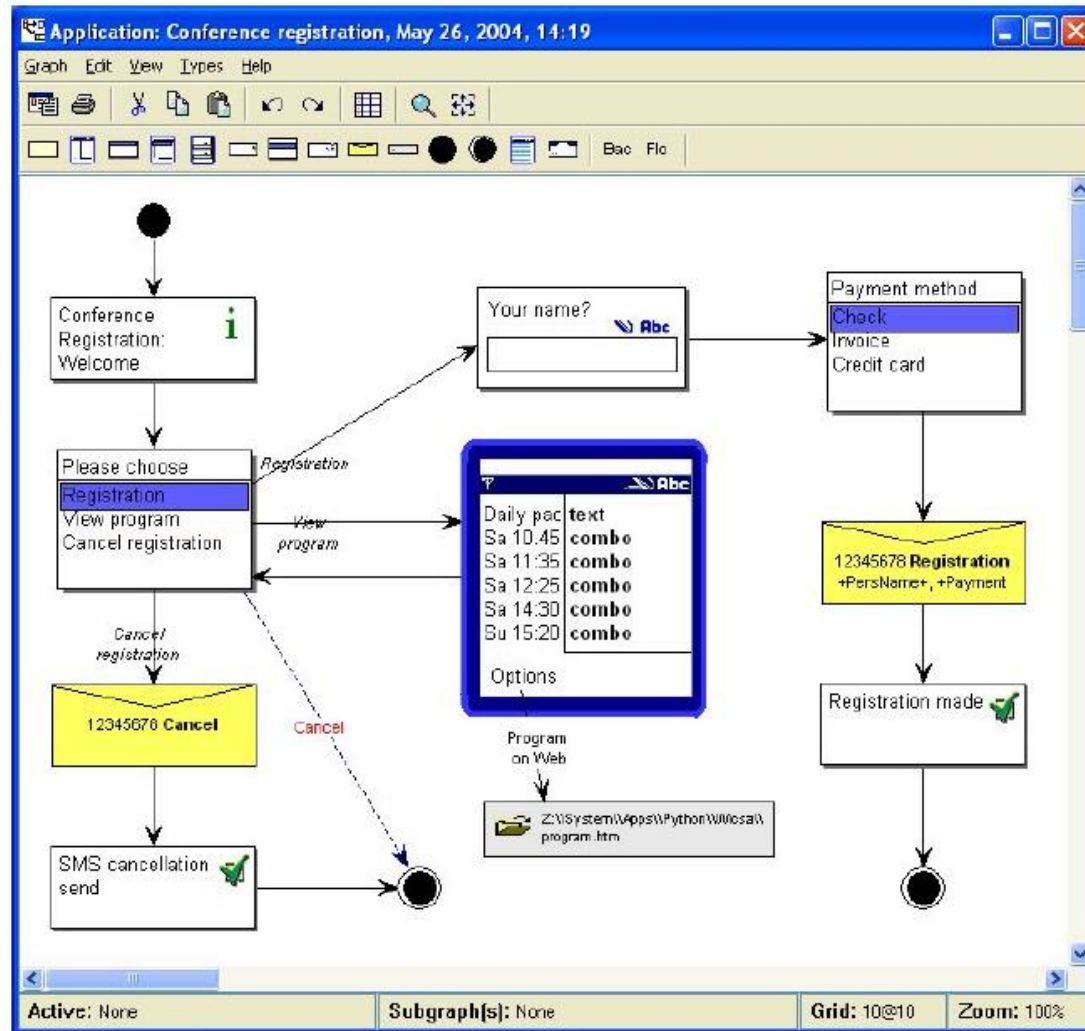 Application: Conference registration, May 26, 2004, 14:19
Graph Edit View Types Help
Bac Flo
Conference
Registration:
Welcome
i
Your name?
Abc
Payment method
Check
Invoice
Credit card
Please choose
Registration
View program
Cancel registration
Registration
View
program
Abc
Daily pac text
Sa 10.45 combo
Sa 11:35 combo
Sa 12:25 combo
Sa 14:30 combo
Su 15:20 combo
Options
12345678 Registration
+PersName+, +Payment
Cancel
registration
12345678 Cancel
Cancel
Program
on Web
Registration made
Z:\\System\\Apps\\Python\\
program.htm
SMS cancellation
send
Active: None
Subgraph(s): None
Grid: 10@10
Zoom: 100%